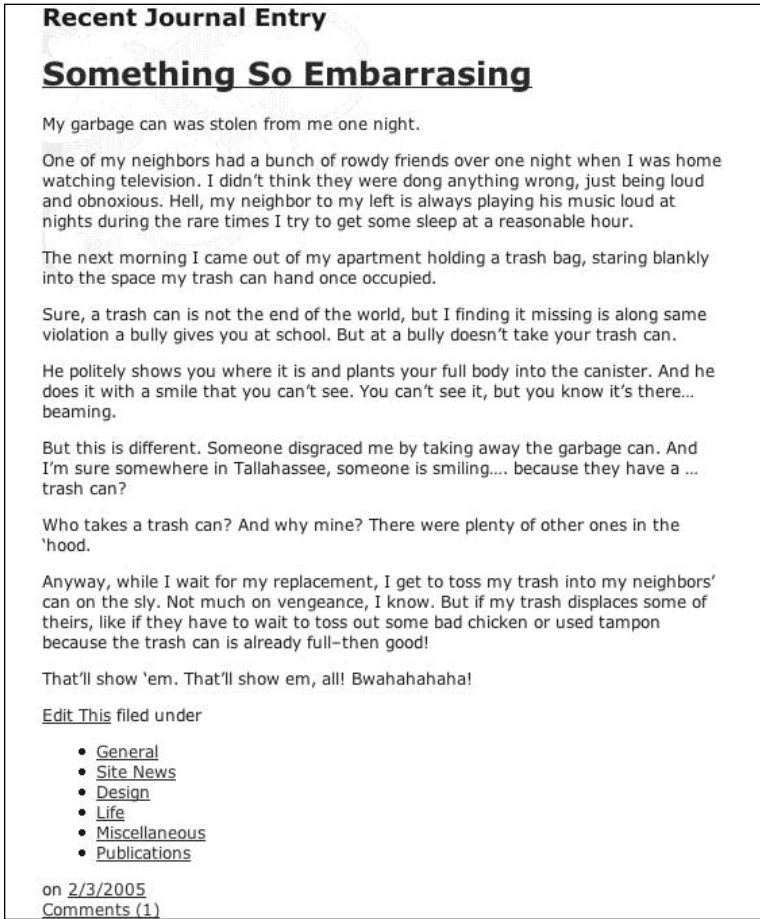 Recent Journal Entry
Something So Embarrasing
My garbage can was stolen from me one night.
One of my neighbors had a bunch of rowdy friends over one night when I was home
watching television. I didn’t think they were dong anything wrong, just being loud
and obnoxious. Hell, my neighbor to my left is always playing his music loud at
nights during the rare times I try to get some sleep at a reasonable hour.
The next morning I came out of my apartment holding a trash bag, staring blankly
into the space my trash can hand once occupied.
Sure, a trash can is not the end of the world, but I finding it missing is along same
violation a bully gives you at school. But at a bully doesn’t take your trash can.
He politely shows you where it is and plants your full body into the canister. And he
does it with a smile that you can’t see. You can’t see it, but you know it’s there…
beaming.
But this is different. Someone disgraced me by taking away the garbage can. And
I’m sure somewhere in Tallahassee, someone is smiling…. because they have a …
trash can?
Who takes a trash can? And why mine? There were plenty of other ones in the
‘hood.
Anyway, while I wait for my replacement, I get to toss my trash into my neighbors’
can on the sly. Not much on vengeance, I know. But if my trash displaces some of
theirs, like if they have to wait to toss out some bad chicken or used tampon
because the trash can is already full–then good!
That’ll show ‘em. That’ll show em, all! Bwahahahaha!
Edit This filed under
• General
• Site News
• Design
• Life
• Miscellaneous
• Publications
on 2/3/2005
Comments (1)